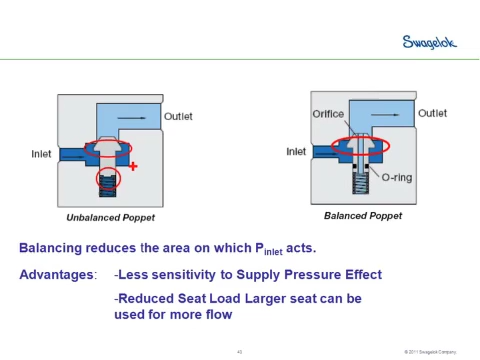 Swagelok
Outlet
Inlet
Unbalanced Poppet
Orifice
Outlet
Inlet
O-ring
Balanced Poppet
Balancing reduces the area on which Pinlet acts.
Advantages: -Less sensitivity to Supply Pressure Effect
-Reduced Seat Load Larger seat can be
used for more flow
40
© 2011 Swagelok Company.